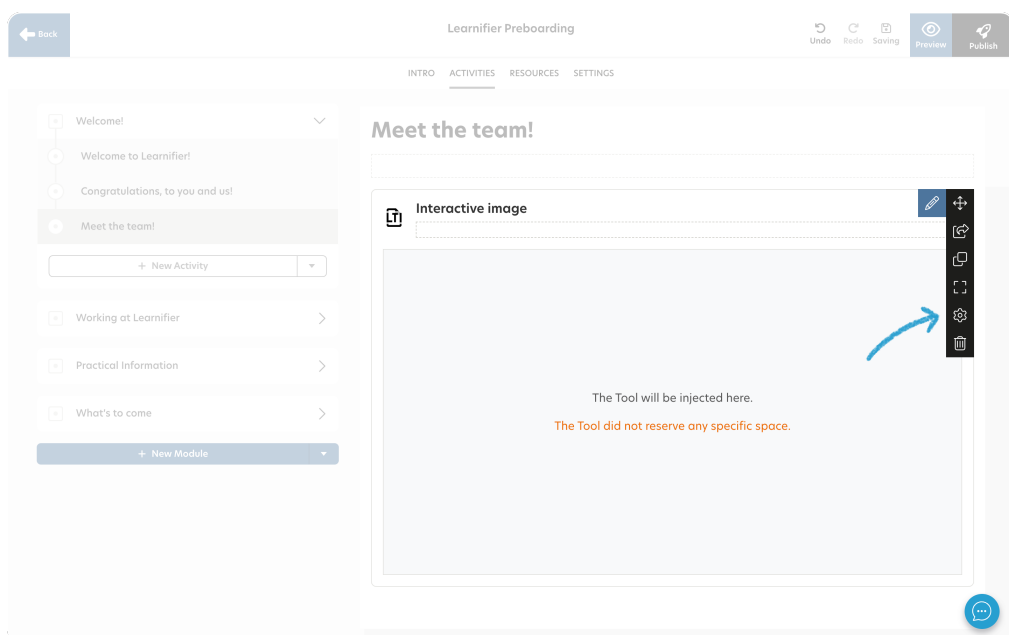 Back
Learnifier Preboarding
Undo
Redo
Saving
Preview
Publish
INTRO
ACTIVITIES
RESOURCES
SETTINGS
Welcome!
Welcome to Learnifier!
Congratulations, to you and us!
Meet the team!
+ New Activity
Working at Learnifier
Practical Information
What's to come
+ New Module
Meet the team!
LTI
Interactive image
The Tool will be injected here.
The Tool did not reserve any specific space.